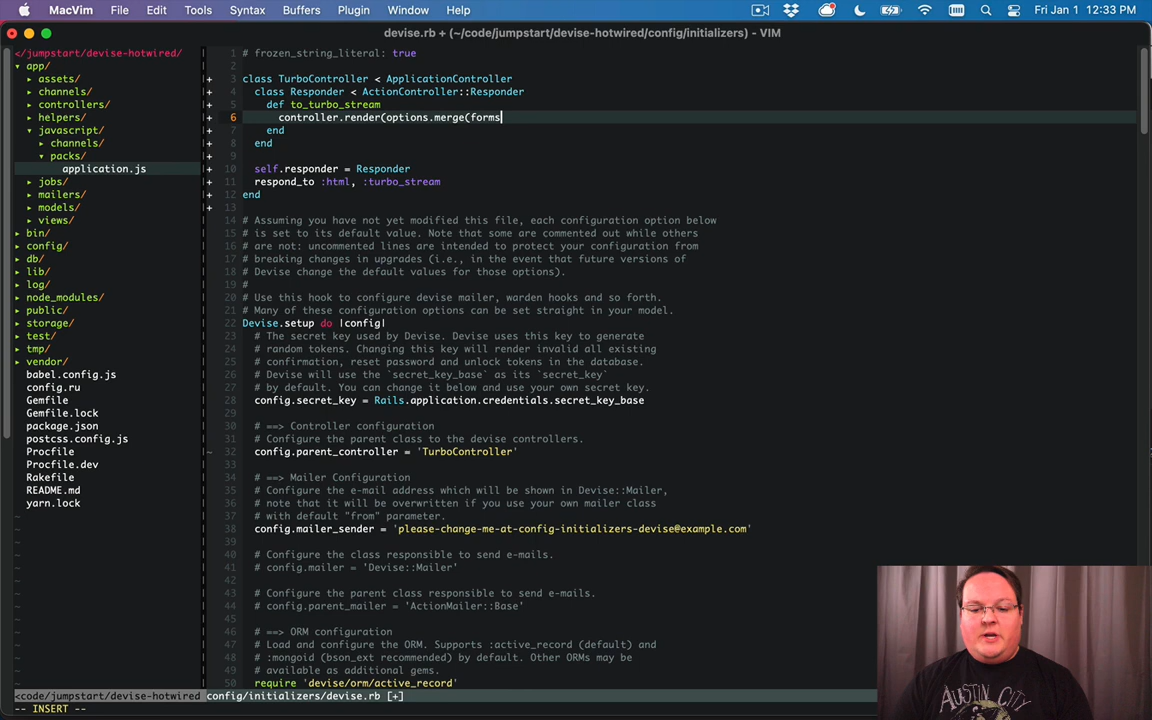 MacVim File Edit Tools Syntax Buffers Plugin Window Help Fri Jan 1 12:33 PM
devise.rb + (~/code/jumpstart/devise-hotwired/config/initializers) - VIM
</jumpstart/devise-hotwired/
▾ app/
▸ assets/
▸ channels/
▸ controllers/
▸ helpers/
▾ javascript/
▸ channels/
▾ packs/
application.js
▸ jobs/
▸ mailers/
▸ models/
▸ views/
▸ bin/
▸ config/
▸ db/
▸ lib/
▸ log/
▸ node_modules/
▸ public/
▸ storage/
▸ test/
▸ tmp/
▸ vendor/
babel.config.js
config.ru
Gemfile
Gemfile.lock
package.json
postcss.config.js
Procfile
Procfile.dev
Rakefile
README.md
yarn.lock
1 # frozen_string_literal: true
2
+ 3 class TurboController < ApplicationController
+ 4 class Responder < ActionController::Responder
+ 5 def to_turbo_stream
+ 6 controller.render(options.merge(forms
+ 7 end
+ 8 end
+ 9
+ 10 self.responder = Responder
+ 11 respond_to :html, :turbo_stream
+ 12 end
+ 13
14 # Assuming you have not yet modified this file, each configuration option below
15 # is set to its default value. Note that some are commented out while others
16 # are not: uncommented lines are intended to protect your configuration from
17 # breaking changes in upgrades (i.e., in the event that future versions of
18 # Devise change the default values for those options).
19 #
20 # Use this hook to configure devise mailer, warden hooks and so forth.
21 # Many of these configuration options can be set straight in your model.
22 Devise.setup do |config|
23 # The secret key used by Devise. Devise uses this key to generate
24 # random tokens. Changing this key will render invalid all existing
25 # confirmation, reset password and unlock tokens in the database.
26 # Devise will use the `secret_key_base` as its `secret_key`
27 # by default. You can change it below and use your own secret key.
28 config.secret_key = Rails.application.credentials.secret_key_base
29
30 # ==> Controller configuration
31 # Configure the parent class to the devise controllers.
~ 32 config.parent_controller = 'TurboController'
33
34 # ==> Mailer Configuration
35 # Configure the e-mail address which will be shown in Devise::Mailer,
36 # note that it will be overwritten if you use your own mailer class
37 # with default "from" parameter.
38 config.mailer_sender = 'please-change-me-at-config-initializers-devise@example.com'
39
40 # Configure the class responsible to send e-mails.
41 # config.mailer = 'Devise::Mailer'
42
43 # Configure the parent class responsible to send e-mails.
44 # config.parent_mailer = 'ActionMailer::Base'
45
46 # ==> ORM configuration
47 # Load and configure the ORM. Supports :active_record (default) and
48 # :mongoid (bson_ext recommended) by default. Other ORMs may be
49 # available as additional gems.
50 require 'devise/orm/active_record'
<code/jumpstart/devise-hotwired config/initializers/devise.rb [+]
-- INSERT --
AUSTIN CITY